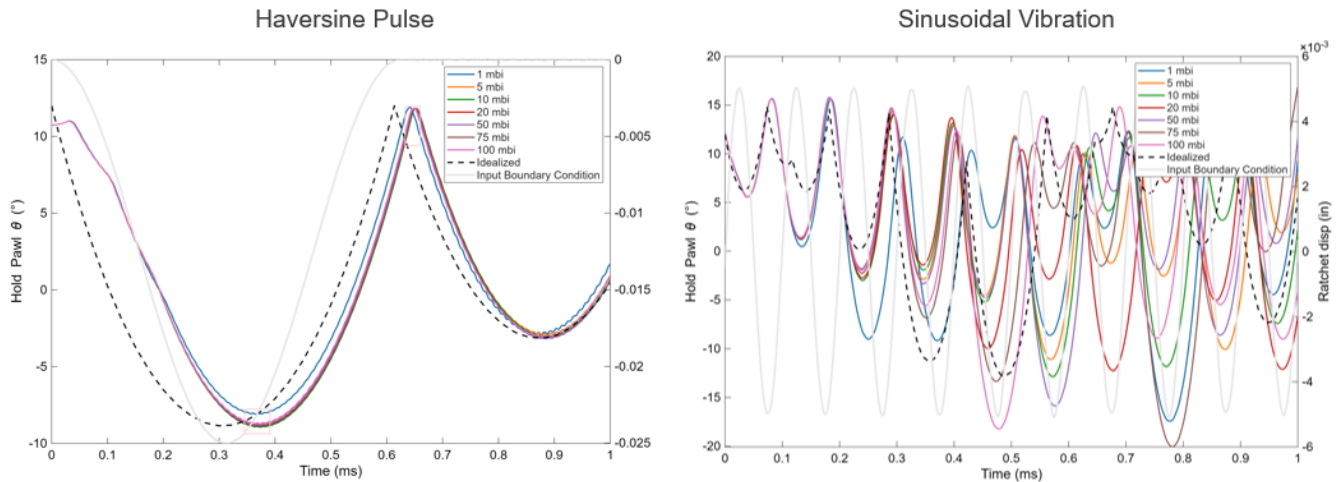 Haversine Pulse
15
10
5
0
-5
-10
0
-0.005
-0.01
-0.015
-0.02
-0.025
0
0.1
0.2
0.3
0.4
0.5
0.6
0.7
0.8
0.9
1
Hold Pawl θ (°)
Time (ms)
1 mbi
5 mbi
10 mbi
20 mbi
50 mbi
75 mbi
100 mbi
Idealized
Input Boundary Condition
Sinusoidal Vibration
20
15
10
5
0
-5
-10
-15
-20
×10⁻³
6
4
2
0
-2
-4
-6
0
0.1
0.2
0.3
0.4
0.5
0.6
0.7
0.8
0.9
1
Hold Pawl θ (°)
Ratchet disp (in)
Time (ms)
1 mbi
5 mbi
10 mbi
20 mbi
50 mbi
75 mbi
100 mbi
Idealized
Input Boundary Condition